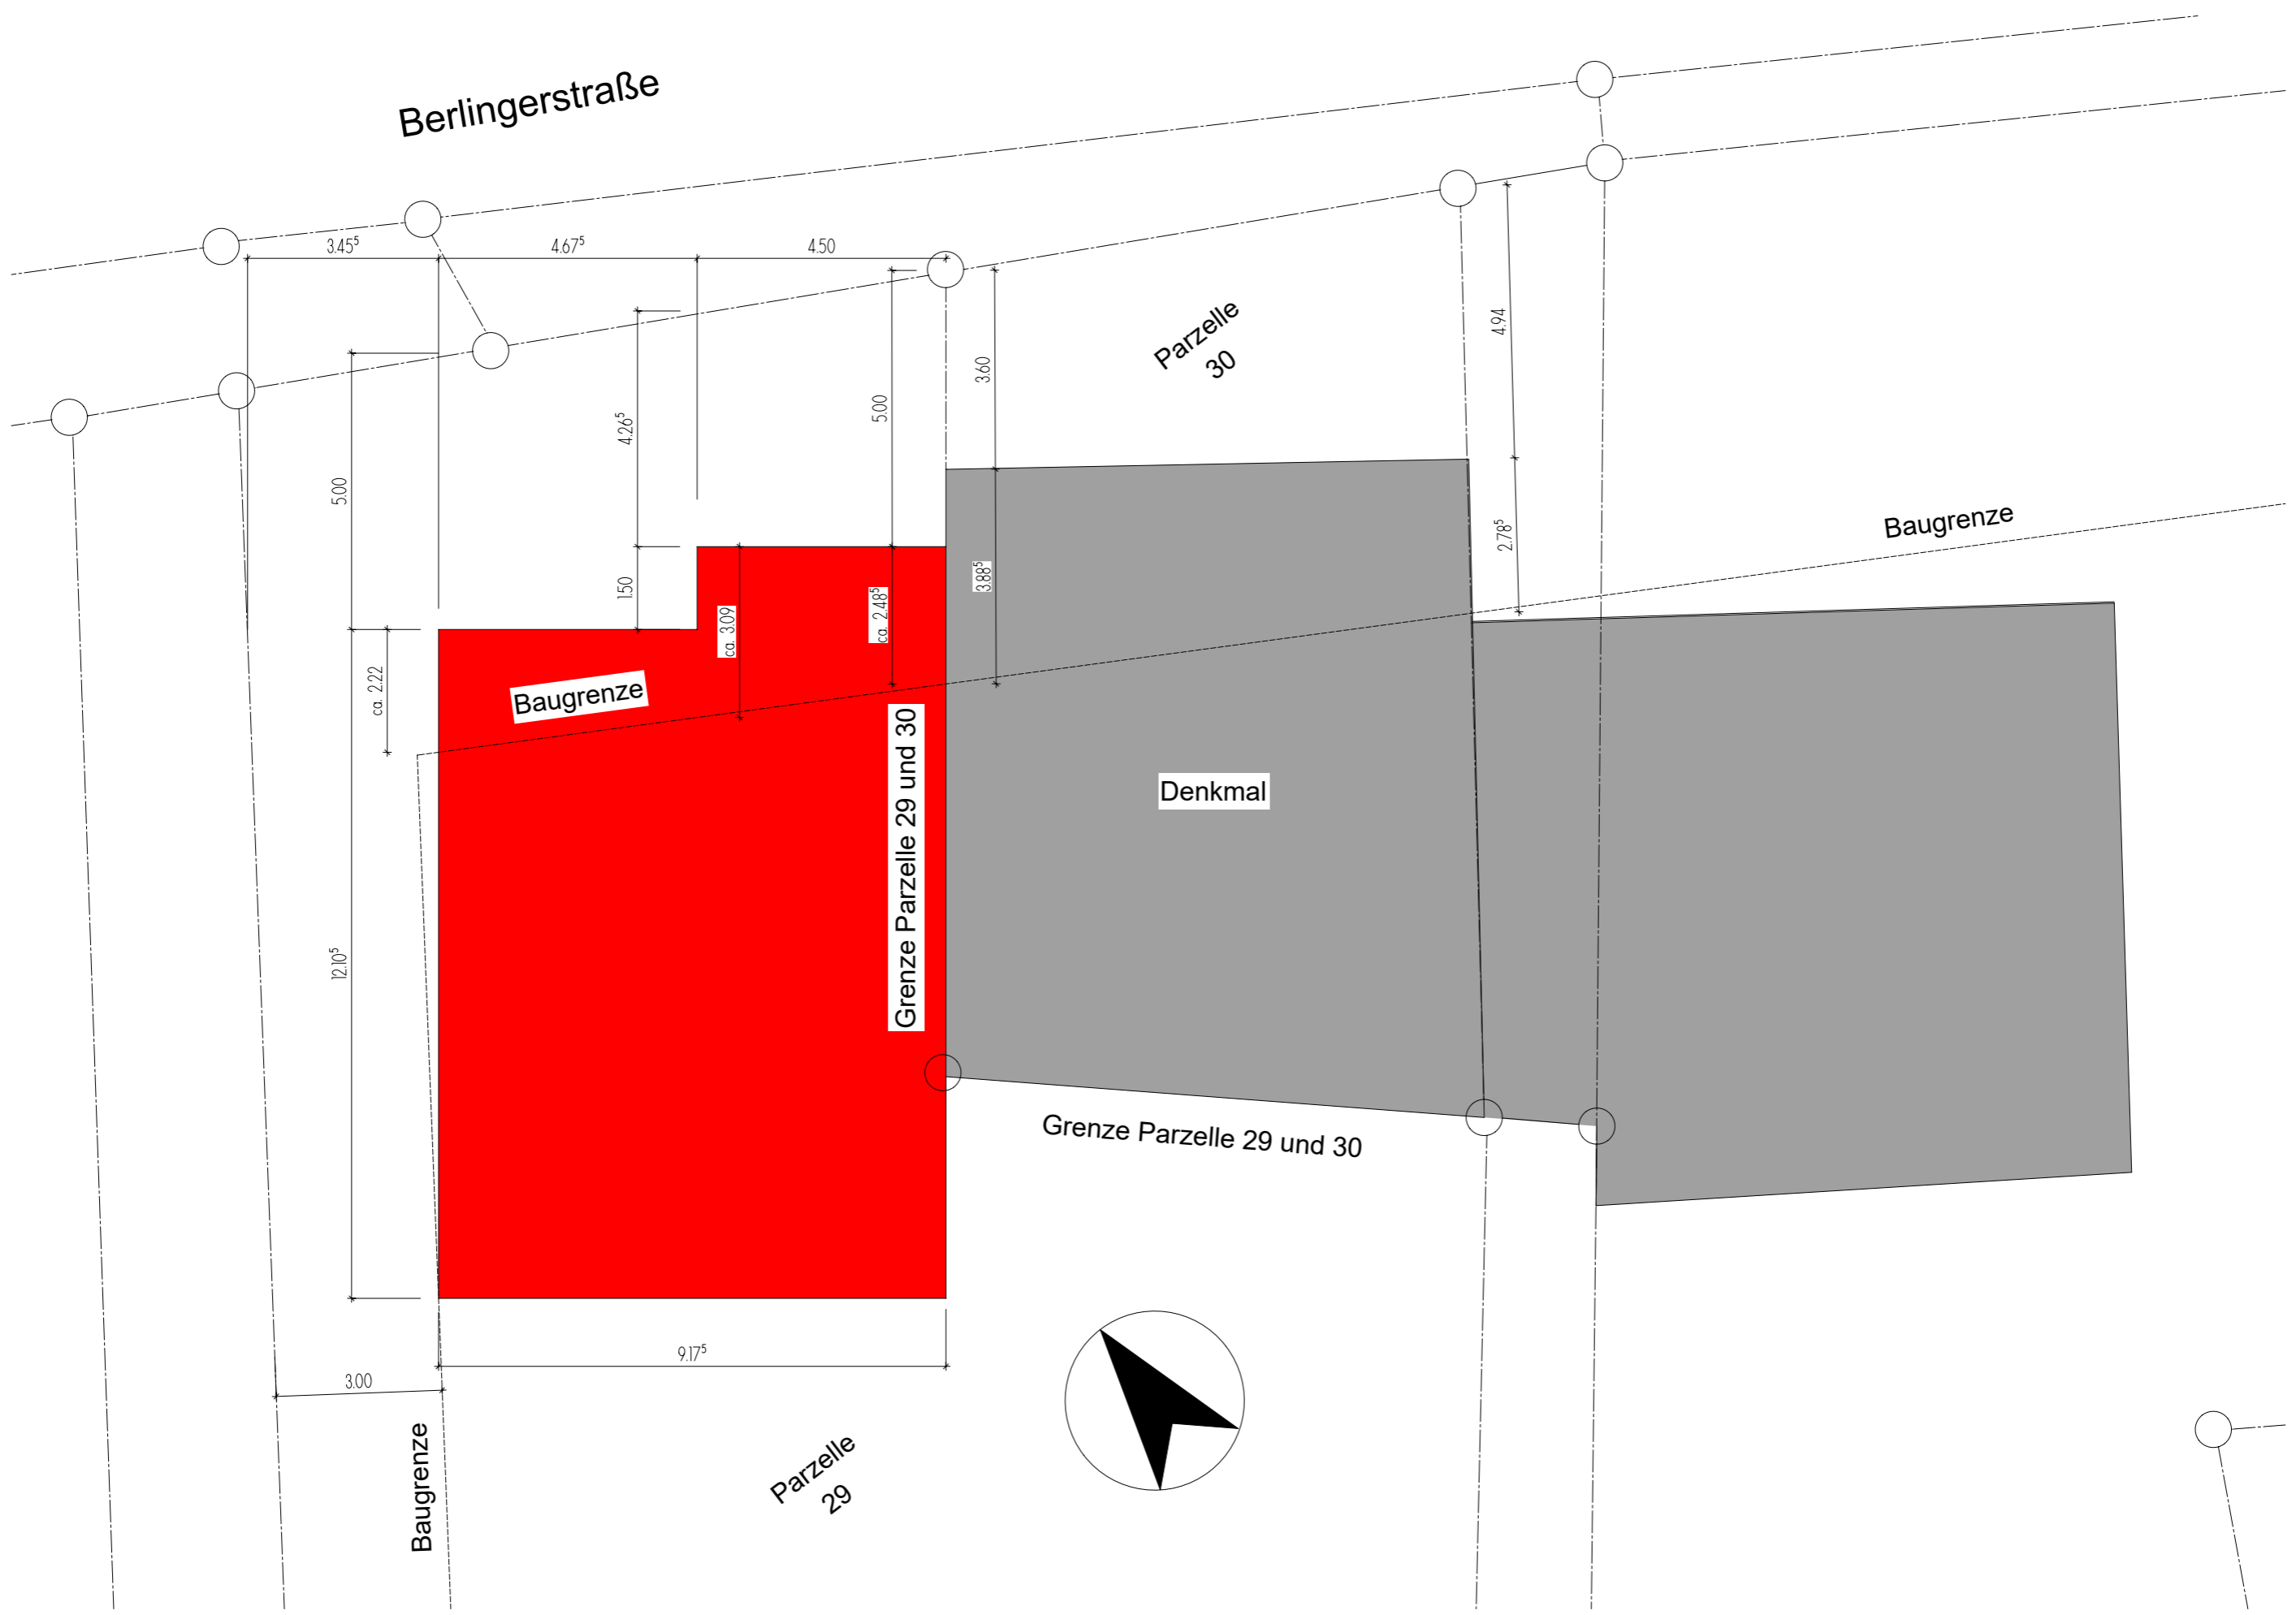 Berlingerstraße
3.45⁵
4.67⁵
4.50
Parzelle
30
4.94
3.60
5.00
4.26⁵
5.00
2.78⁵
Baugrenze
1.50
ca. 3.09
ca. 2.48⁵
3.88⁵
ca. 2.22
Baugrenze
Grenze Parzelle 29 und 30
Denkmal
12.10⁵
Grenze Parzelle 29 und 30
9.17⁵
3.00
Baugrenze
Parzelle
29